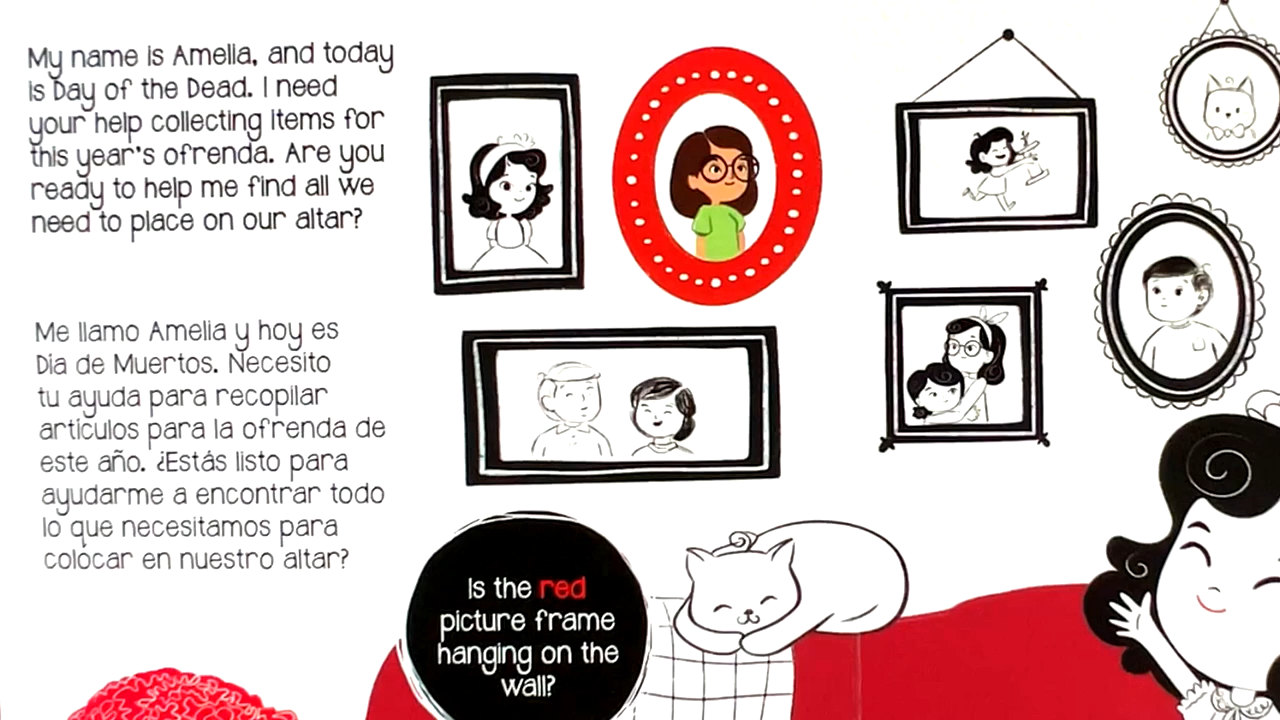 My name is Amelia, and today
is Day of the Dead. I need
your help collecting items for
this year's ofrenda. Are you
ready to help me find all we
need to place on our altar?
Me llamo Amelia y hoy es
Día de Muertos. Necesito
tu ayuda para recopilar
artículos para la ofrenda de
este año. ¿Estás listo para
ayudarme a encontrar todo
lo que necesitamos para
colocar en nuestro altar?
Is the red
picture frame
hanging on the
wall?